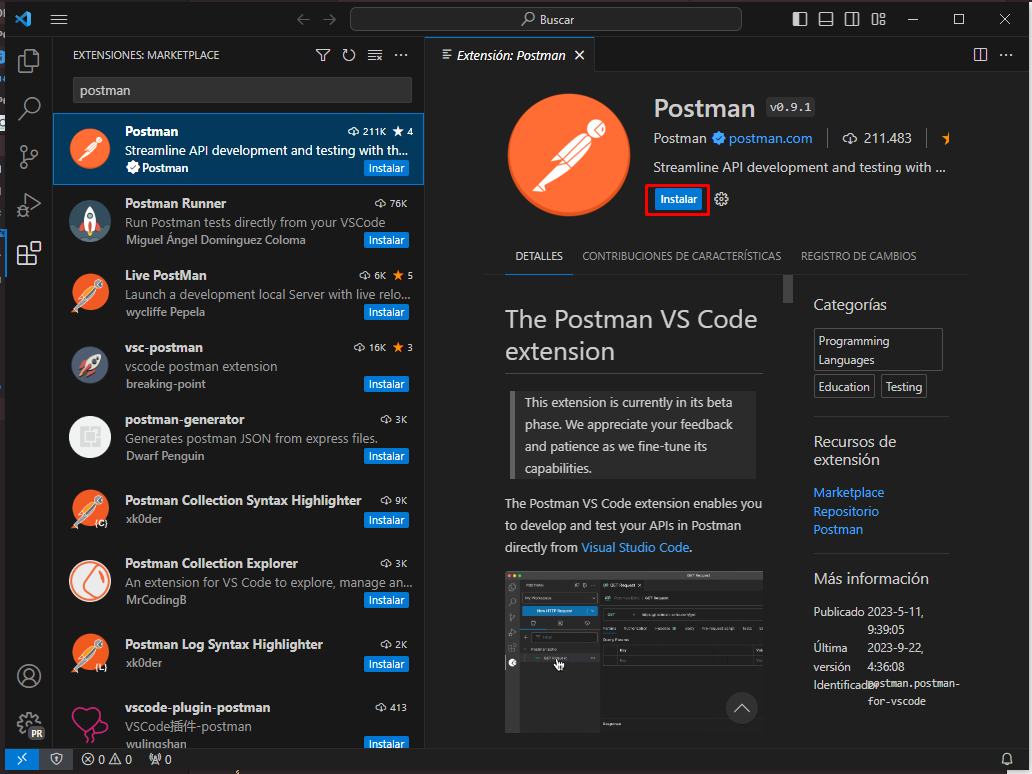 Buscar
EXTENSIONES: MARKETPLACE
postman
Postman
211K ★ 4
Streamline API development and testing with th...
Postman
Instalar
Postman Runner
76K
Run Postman tests directly from your VSCode
Miguel Ángel Domínguez Coloma
Instalar
Live PostMan
6K ★ 5
Launch a development local Server with live relo...
wycliffe Pepela
Instalar
vsc-postman
16K ★ 3
vscode postman extension
breaking-point
Instalar
postman-generator
3K
Generates postman JSON from express files.
Dwarf Penguin
Instalar
Postman Collection Syntax Highlighter
9K
xk0der
Instalar
(C)
Postman Collection Explorer
3K
An extension for VS Code to explore, manage an...
MrCodingB
Instalar
Postman Log Syntax Highlighter
2K
xk0der
Instalar
(L)
vscode-plugin-postman
413
VSCode插件-postman
wulingshan
Instalar
PR
0 0 0
Extensión: Postman
Postman v0.9.1
Postman postman.com 211.483
Streamline API development and testing with ...
Instalar
DETALLES CONTRIBUCIONES DE CARACTERÍSTICAS REGISTRO DE CAMBIOS
The Postman VS Code
extension
This extension is currently in its beta
phase. We appreciate your feedback
and patience as we fine-tune its
capabilities.
The Postman VS Code extension enables you
to develop and test your APIs in Postman
directly from Visual Studio Code.
POSTMAN
GET Request
My Workspace
New HTTP Request
Response
Categorías
Programming
Languages
Education
Testing
Recursos de
extensión
Marketplace
Repositorio
Postman
Más información
Publicado 2023-5-11,
9:39:05
Última 2023-9-22,
versión 4:36:08
Identificador postman.postman-
for-vscode